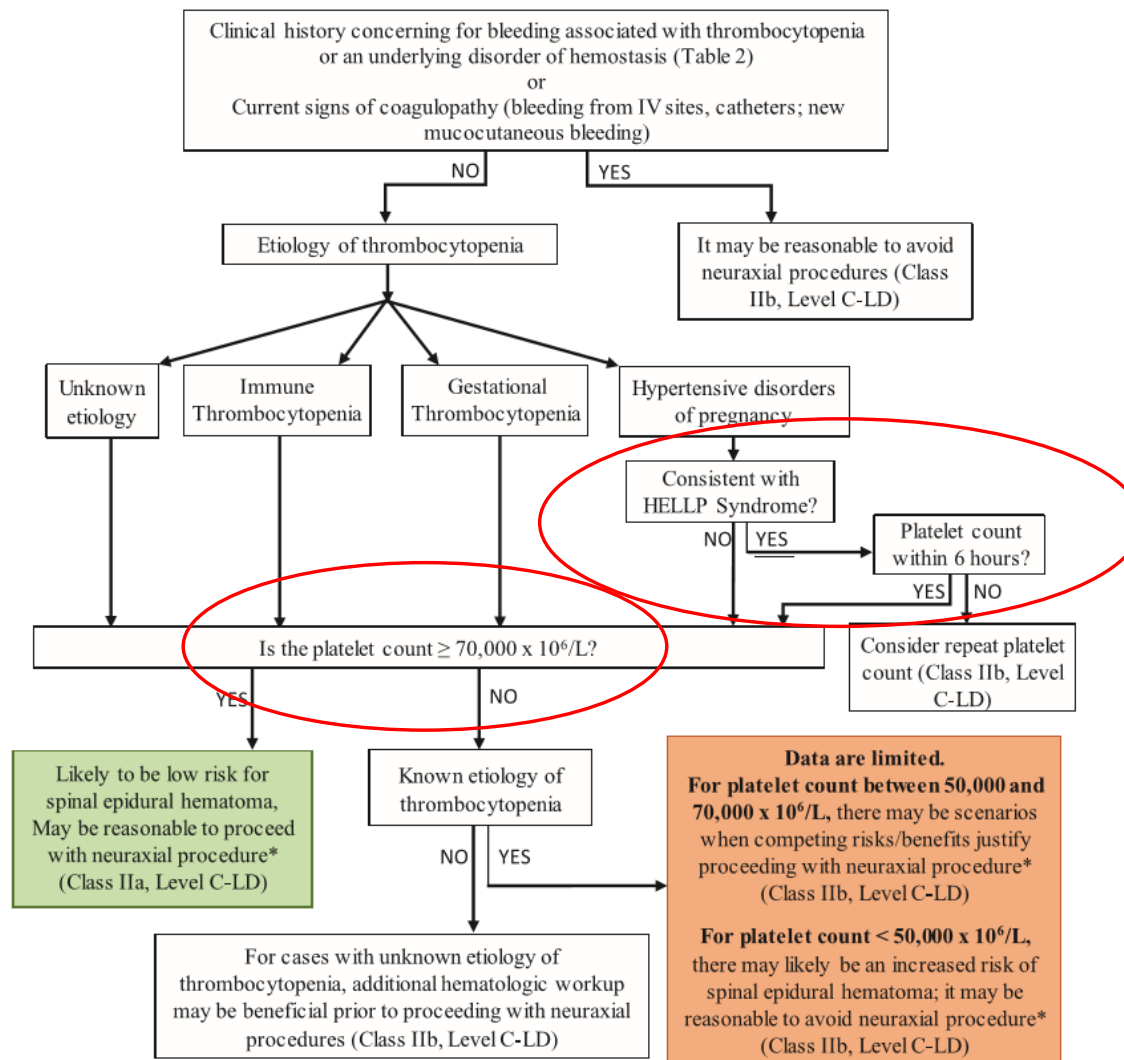 Clinical history concerning for bleeding associated with thrombocytopenia
or an underlying disorder of hemostasis (Table 2)
or
Current signs of coagulopathy (bleeding from IV sites, catheters; new
mucocutaneous bleeding)
NO
YES
Etiology of thrombocytopenia
It may be reasonable to avoid
neuraxial procedures (Class
IIb, Level C-LD)
Unknown
etiology
Immune
Thrombocytopenia
Gestational
Thrombocytopenia
Hypertensive disorders
of pregnancy
Consistent with
HELLP Syndrome?
NO
YES
Platelet count
within 6 hours?
YES
NO
Is the platelet count ≥ 70,000 x 10⁶/L?
Consider repeat platelet
count (Class IIb, Level
C-LD)
YES
NO
Likely to be low risk for
spinal epidural hematoma,
May be reasonable to proceed
with neuraxial procedure*
(Class IIa, Level C-LD)
Known etiology of
thrombocytopenia
NO
YES
Data are limited.
For platelet count between 50,000 and
70,000 x 10⁶/L, there may be scenarios
when competing risks/benefits justify
proceeding with neuraxial procedure*
(Class IIb, Level C-LD)
For platelet count < 50,000 x 10⁶/L,
there may likely be an increased risk of
spinal epidural hematoma; it may be
reasonable to avoid neuraxial procedure*
(Class IIb, Level C-LD)
For cases with unknown etiology of
thrombocytopenia, additional hematologic workup
may be beneficial prior to proceeding with neuraxial
procedures (Class IIb, Level C-LD)